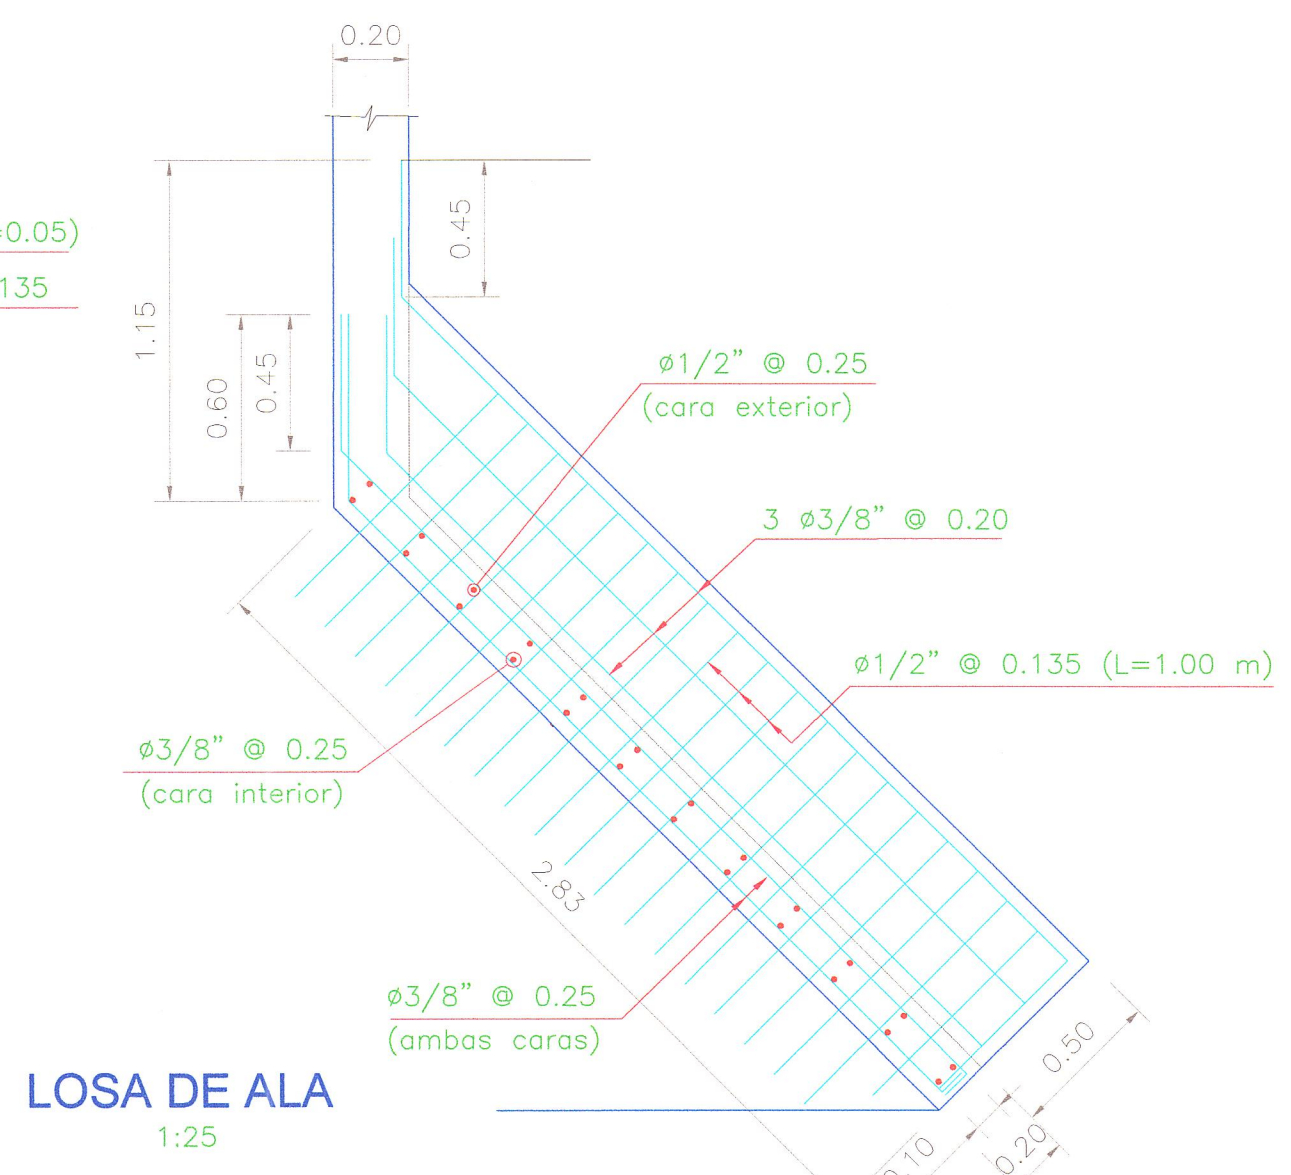 0.20
=0.05)
135
1.15
0.45
0.60
0.45
ø1/2” @ 0.25
(cara exterior)
3 ø3/8” @ 0.20
ø1/2” @ 0.135 (L=1.00 m)
ø3/8” @ 0.25
(cara interior)
2.83
ø3/8” @ 0.25
(ambas caras)
0.50
0.20
LOSA DE ALA
1:25